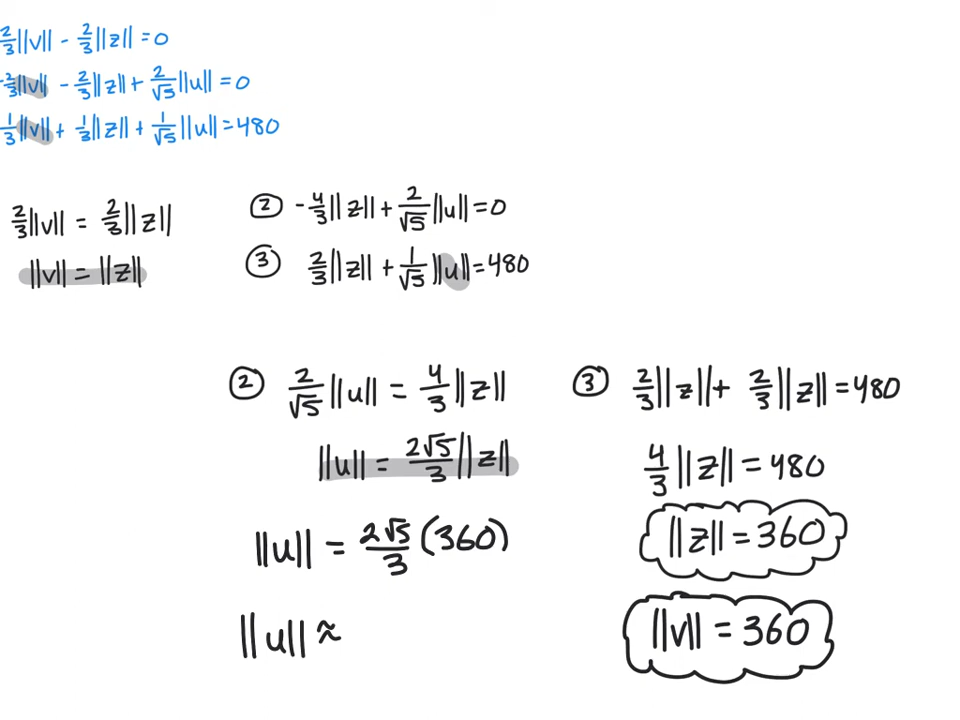 2/3||v|| - 2/3||z|| = 0
-2/3||v|| - 2/3||z|| + 2/√5||u|| = 0
1/3||v|| + 1/3||z|| + 1/√5||u|| = 480
2/3||v|| = 2/3||z||
||v|| = ||z||
② -4/3||z|| + 2/√5||u|| = 0
③ 2/3||z|| + 1/√5||u|| = 480
② 2/√5||u|| = 4/3||z||
||u|| = 2√5/3||z||
||u|| = 2√5/3(360)
||u|| ≈
③ 2/3||z|| + 2/3||z|| = 480
4/3||z|| = 480
||z|| = 360
||v|| = 360